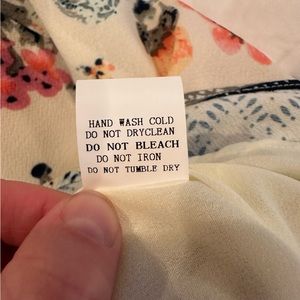 HAND WASH COLD
DO NOT DRYCLEAN
DO NOT BLEACH
DO NOT IRON
DO NOT TUMBLE DRY